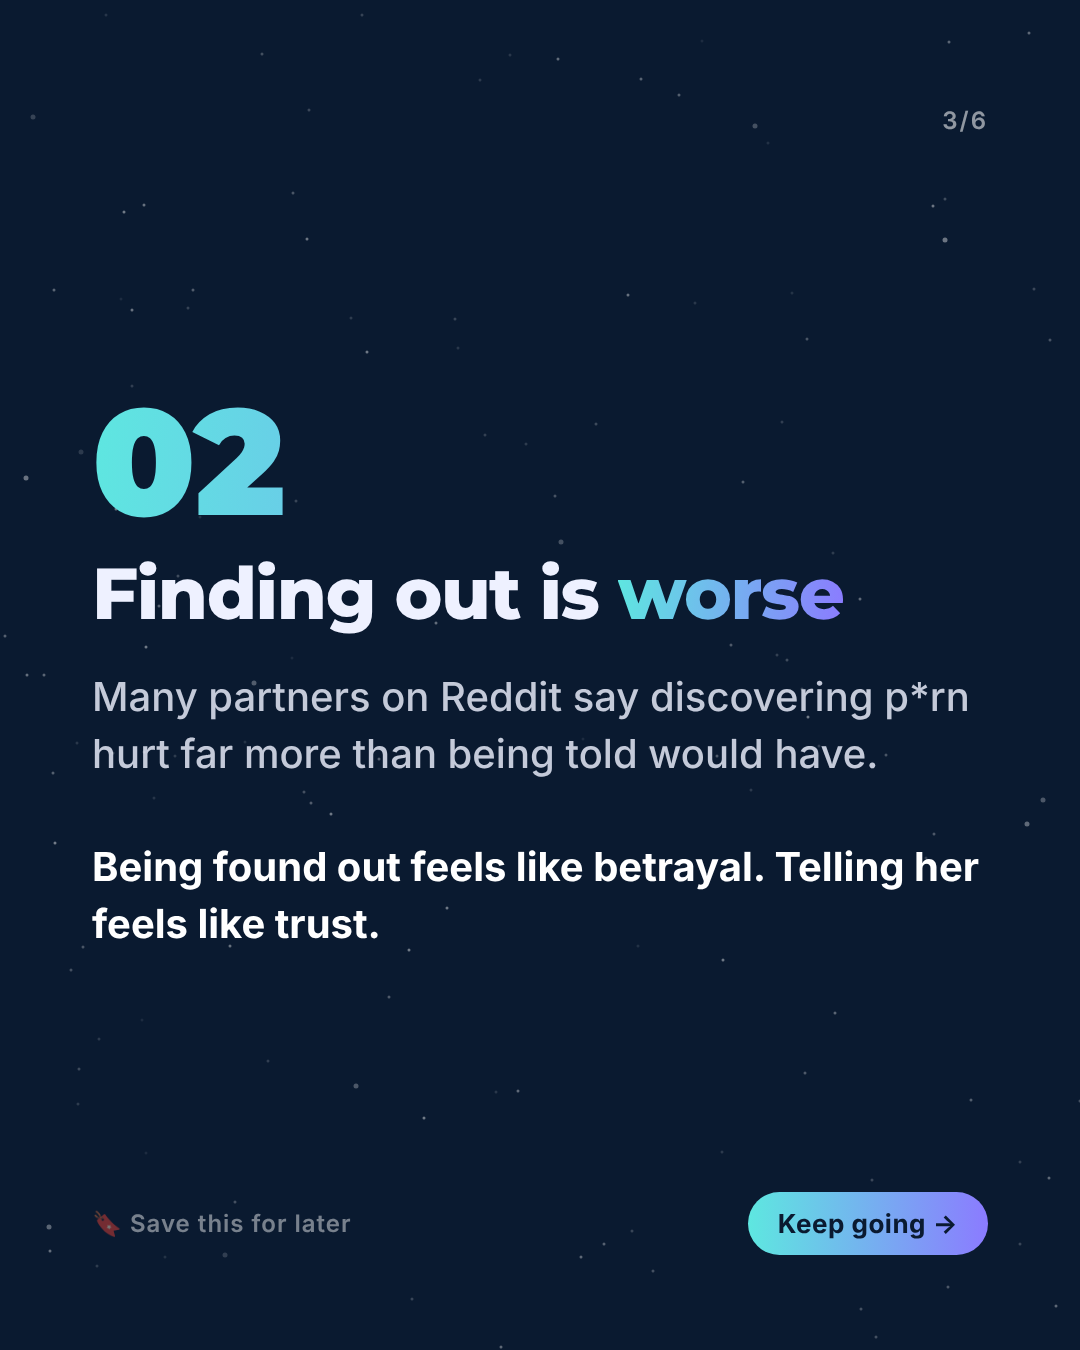 3/6
02
Finding out is worse
Many partners on Reddit say discovering p*rn
hurt far more than being told would have.
Being found out feels like betrayal. Telling her
feels like trust.
🔖 Save this for later
Keep going →